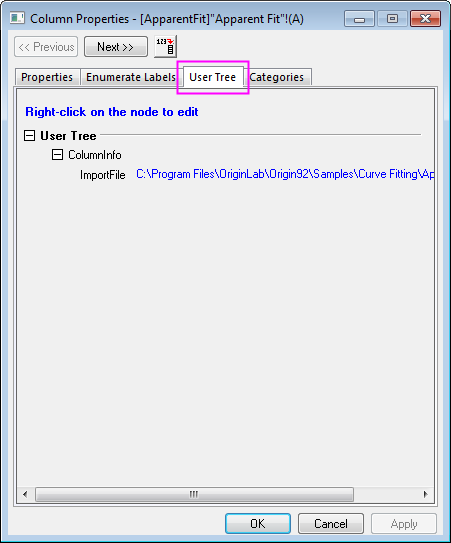 Column Properties - [ApparentFit]"Apparent Fit"!(A)
<< Previous Next >> 123
Properties Enumerate Labels User Tree Categories
Right-click on the node to edit
User Tree
ColumnInfo
ImportFile C:\Program Files\OriginLab\Origin92\Samples\Curve Fitting\Ap
OK Cancel Apply